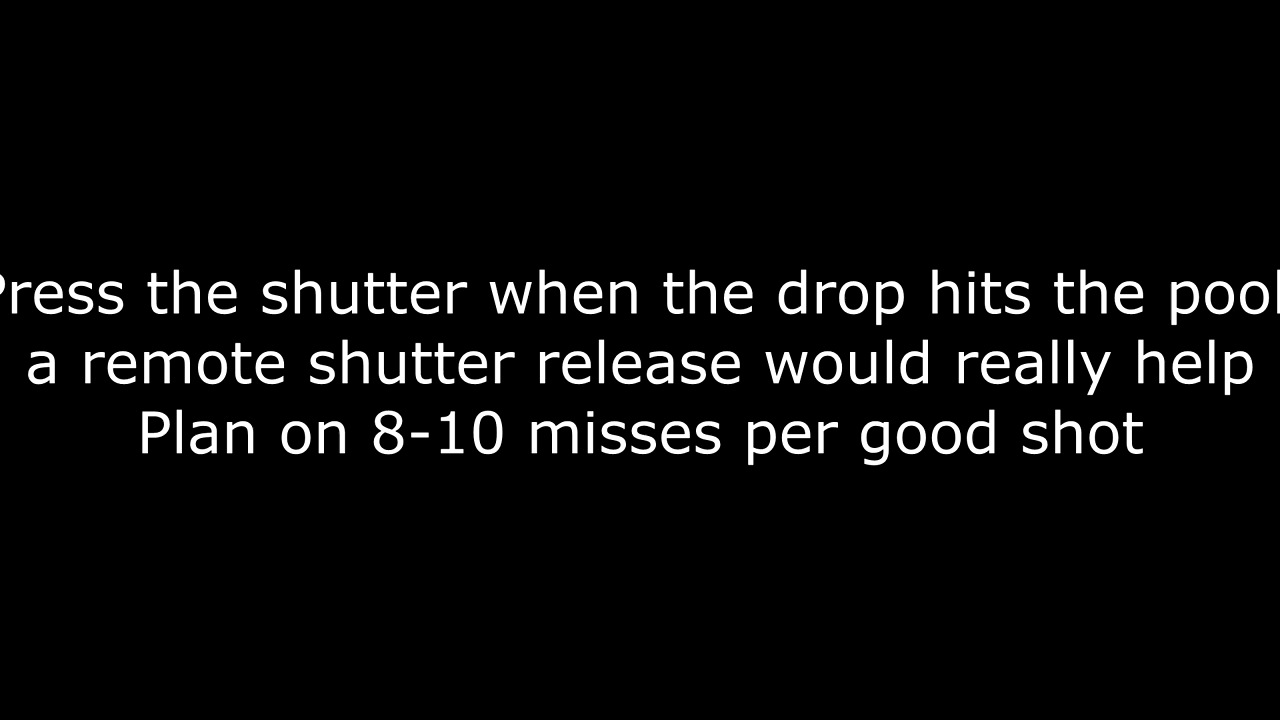 Press the shutter when the drop hits the pool
a remote shutter release would really help
Plan on 8-10 misses per good shot